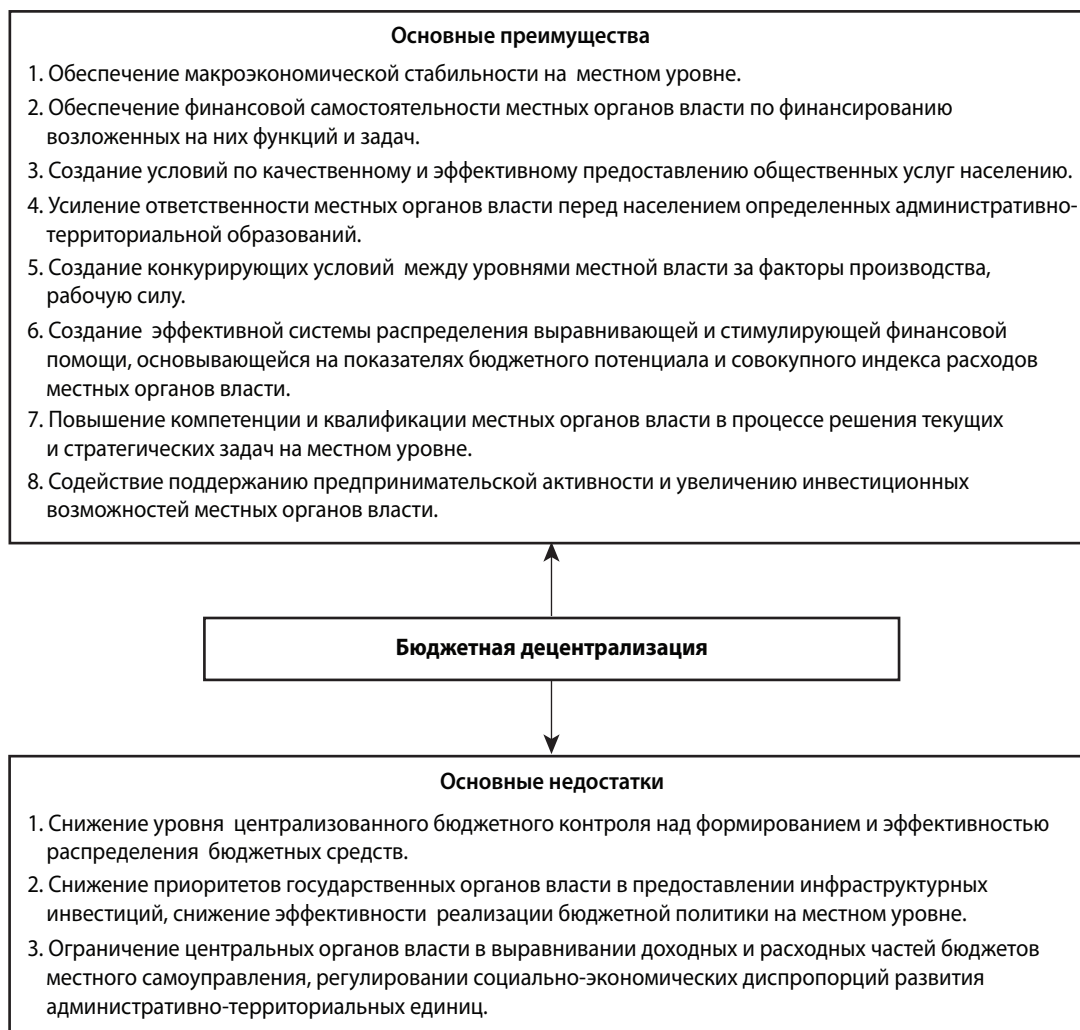 Основные преимущества
1. Обеспечение макроэкономической стабильности на местном уровне.
2. Обеспечение финансовой самостоятельности местных органов власти по финансированию
возложенных на них функций и задач.
3. Создание условий по качественному и эффективному предоставлению общественных услуг населению.
4. Усиление ответственности местных органов власти перед населением определенных административно-
территориальной образований.
5. Создание конкурирующих условий между уровнями местной власти за факторы производства,
рабочую силу.
6. Создание эффективной системы распределения выравнивающей и стимулирующей финансовой
помощи, основывающейся на показателях бюджетного потенциала и совокупного индекса расходов
местных органов власти.
7. Повышение компетенции и квалификации местных органов власти в процессе решения текущих
и стратегических задач на местном уровне.
8. Содействие поддержанию предпринимательской активности и увеличению инвестиционных
возможностей местных органов власти.
Бюджетная децентрализация
Основные недостатки
1. Снижение уровня централизованного бюджетного контроля над формированием и эффективностью
распределения бюджетных средств.
2. Снижение приоритетов государственных органов власти в предоставлении инфраструктурных
инвестиций, снижение эффективности реализации бюджетной политики на местном уровне.
3. Ограничение центральных органов власти в выравнивании доходных и расходных частей бюджетов
местного самоуправления, регулировании социально-экономических диспропорций развития
административно-территориальных единиц.